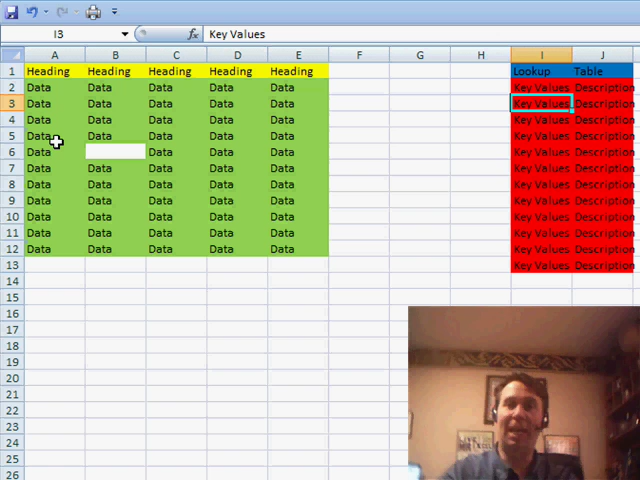 I3 fx Key Values
A B C D E F G H I J
1 Heading Heading Heading Heading Heading Lookup Table
2 Data Data Data Data Data Key Values Description
3 Data Data Data Data Data Key Values Description
4 Data Data Data Data Data Key Values Description
5 Data Data Data Data Data Key Values Description
6 Data Data Data Data Key Values Description
7 Data Data Data Data Data Key Values Description
8 Data Data Data Data Data Key Values Description
9 Data Data Data Data Data Key Values Description
10 Data Data Data Data Data Key Values Description
11 Data Data Data Data Data Key Values Description
12 Data Data Data Data Data Key Values Description
13 Key Values Description
14
15
16
17
18
19
20
21
22
23
24
25
26